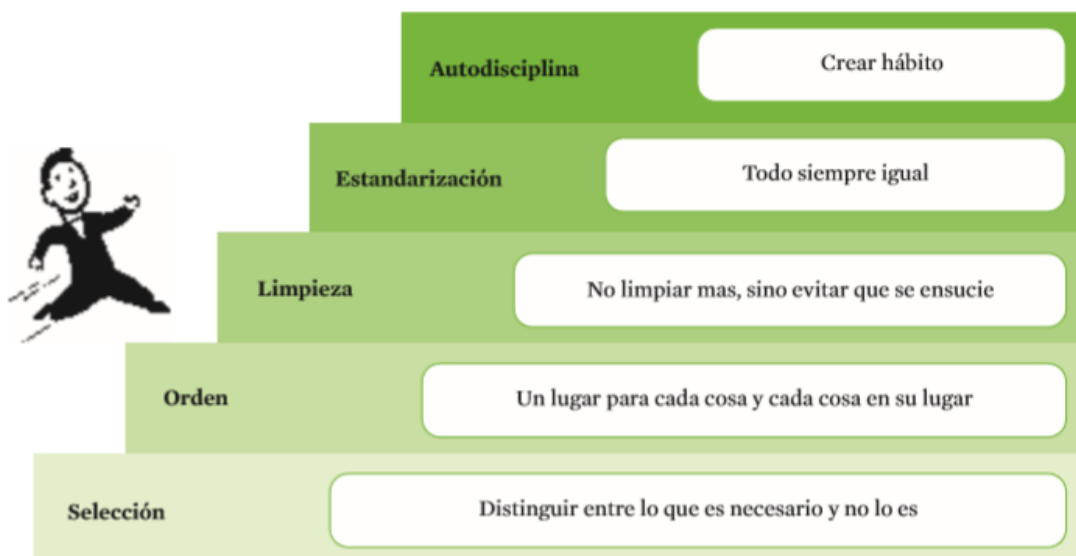 Autodisciplina
Crear hábito
Estandarización
Todo siempre igual
Limpieza
No limpiar mas, sino evitar que se ensucie
Orden
Un lugar para cada cosa y cada cosa en su lugar
Selección
Distinguir entre lo que es necesario y no lo es